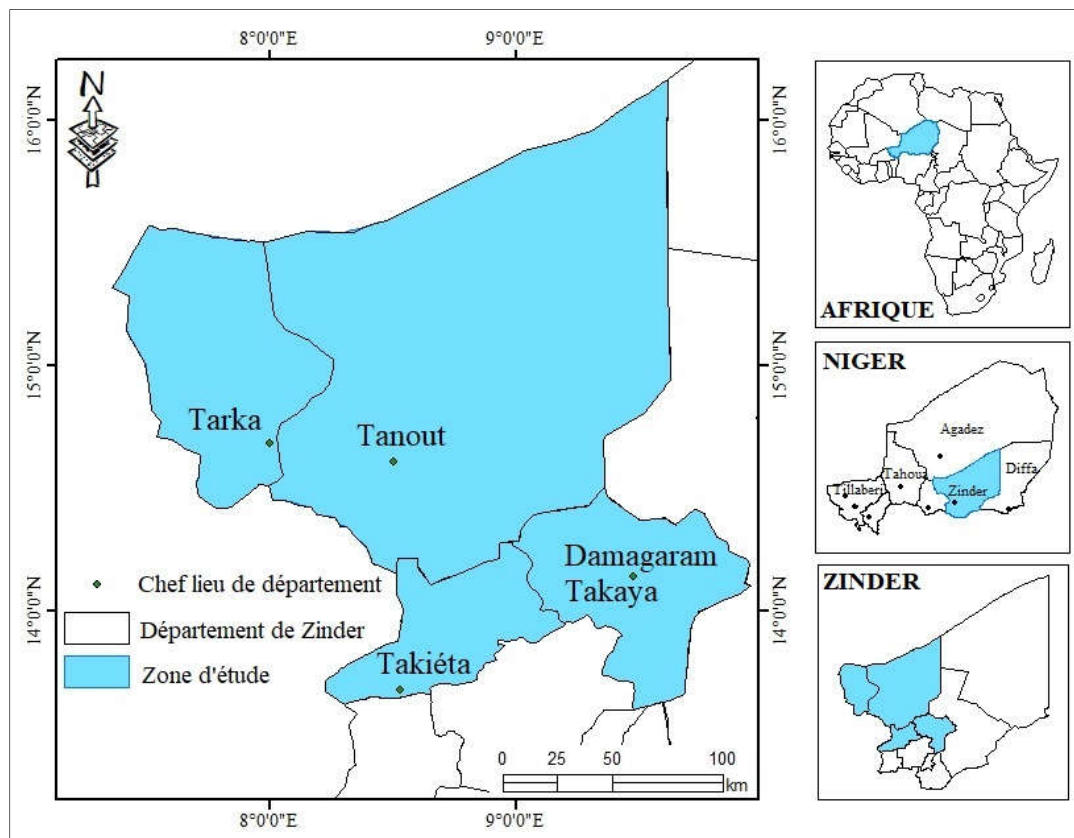 8°0'0"E 9°0'0"E
N
16°0'0"N
15°0'0"N
14°0'0"N
Tarka
Tanout
Damagaram
Takaya
Takiéta
Chef lieu de département
Département de Zinder
Zone d'étude
0 25 50 100
km
8°0'0"E 9°0'0"E
16°0'0"N
15°0'0"N
14°0'0"N
AFRIQUE
NIGER
Agadez
Tahoua
Diffa
Tillaberi
Zinder
ZINDER